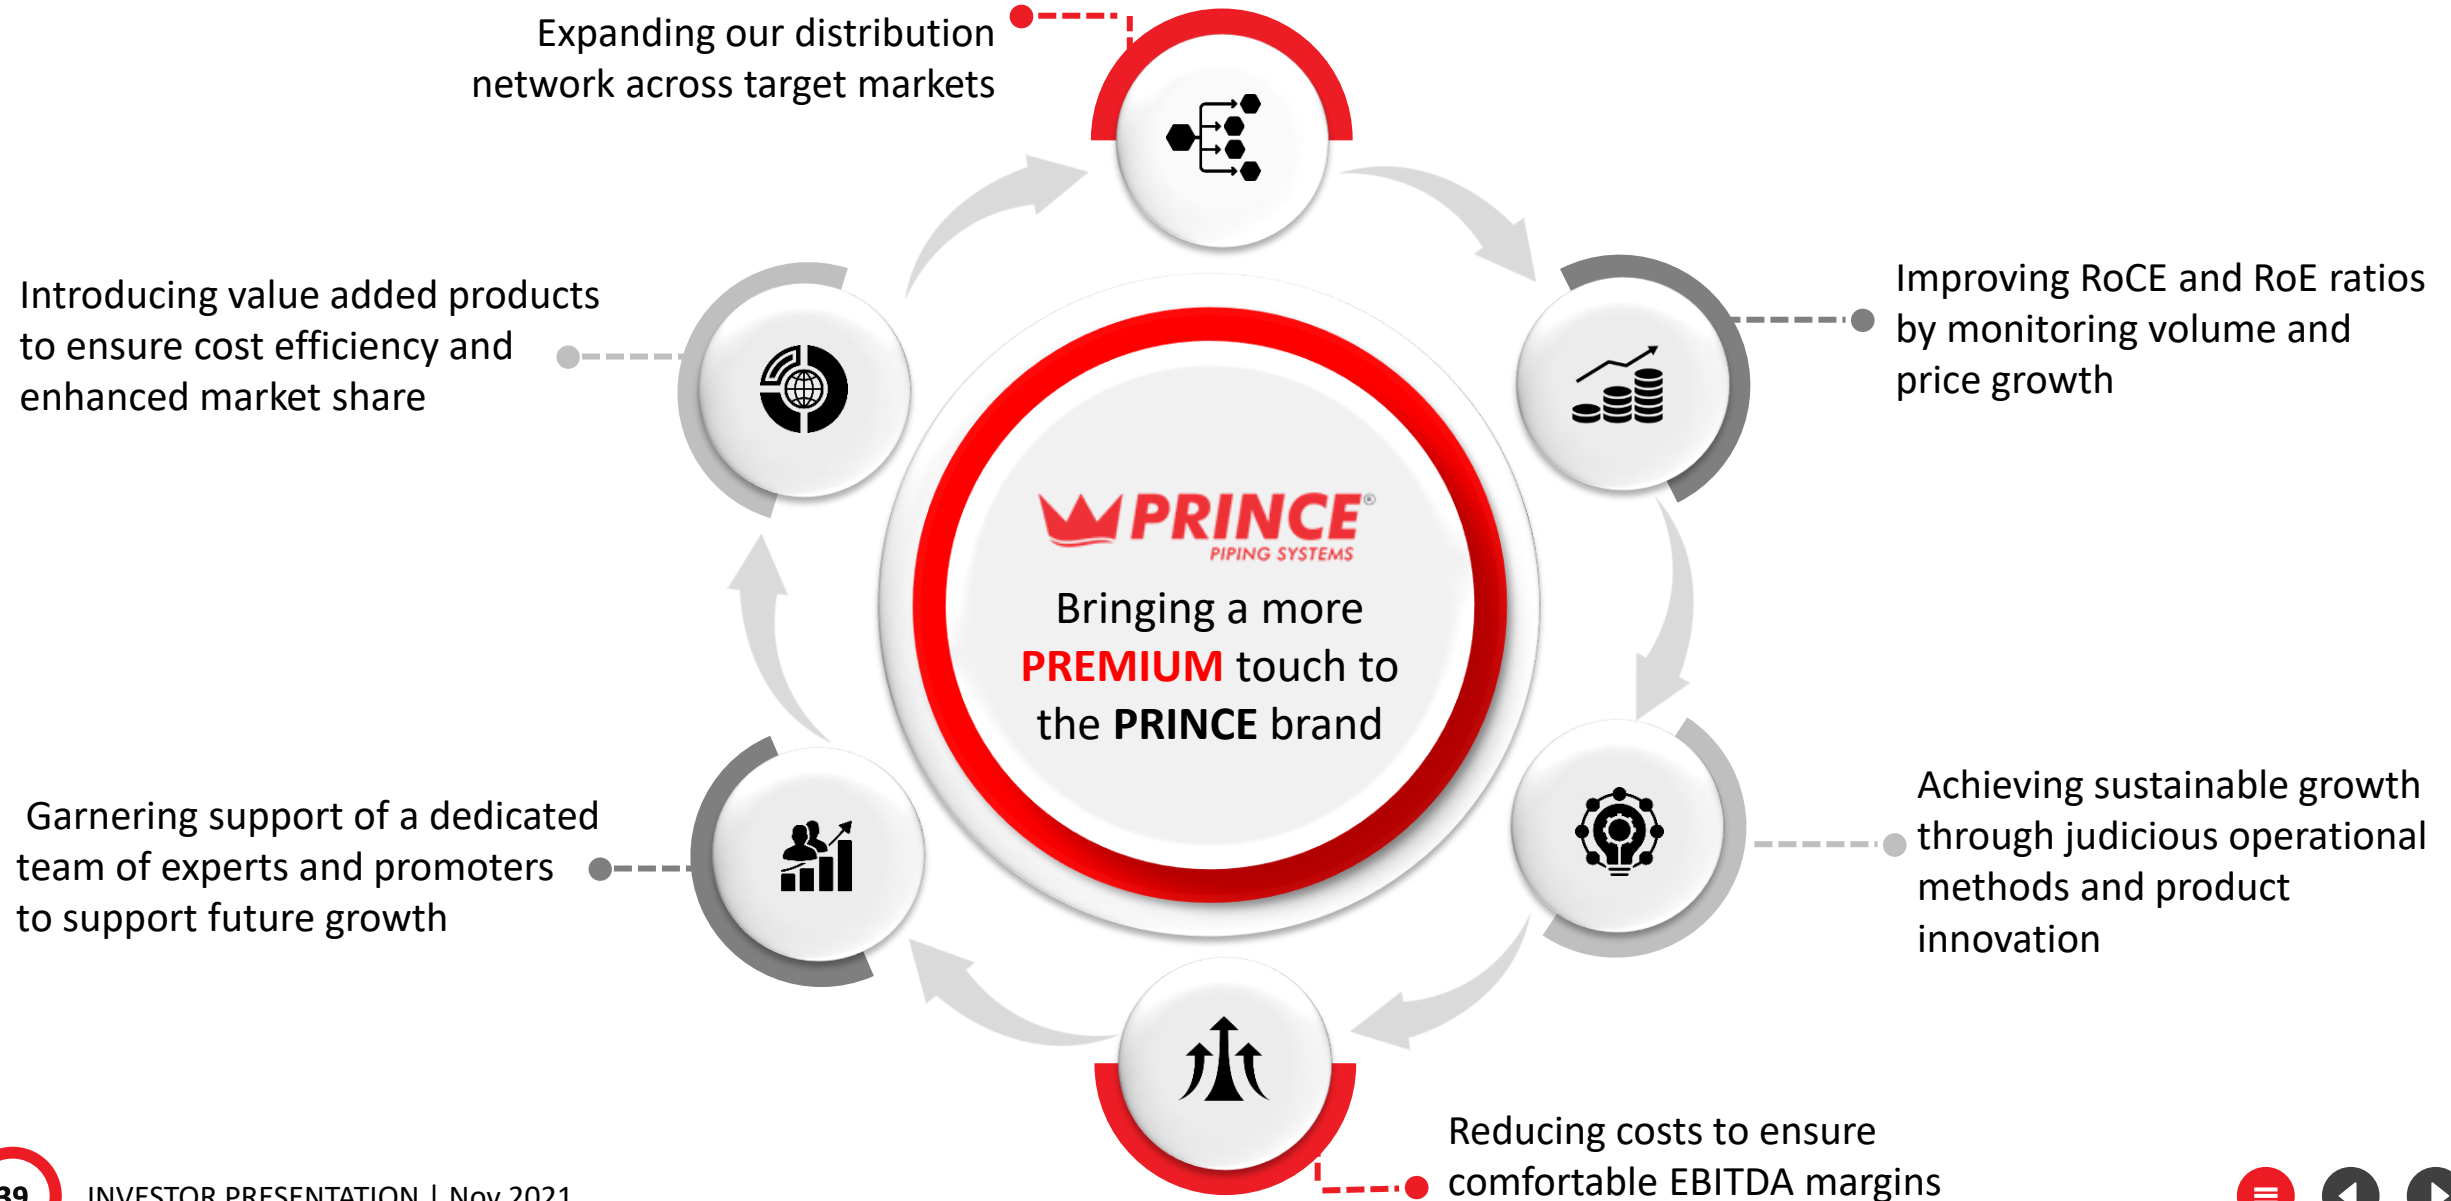 Expanding our distribution
network across target markets
Introducing value added products
to ensure cost efficiency and
enhanced market share
Improving RoCE and RoE ratios
by monitoring volume and
price growth
PRINCE®
PIPING SYSTEMS
Bringing a more
PREMIUM touch to
the PRINCE brand
Garnering support of a dedicated
team of experts and promoters
to support future growth
Achieving sustainable growth
through judicious operational
methods and product
innovation
Reducing costs to ensure
comfortable EBITDA margins
39
INVESTOR PRESENTATION | Nov 2021